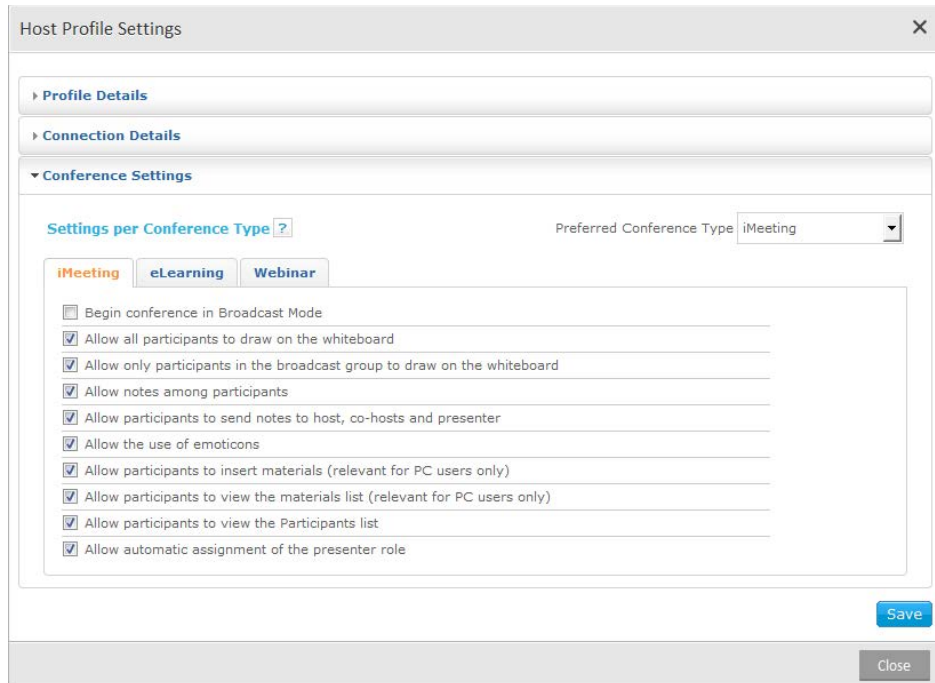 Host Profile Settings
Profile Details
Connection Details
Conference Settings
Settings per Conference Type ? Preferred Conference Type iMeeting
iMeeting eLearning Webinar
Begin conference in Broadcast Mode
Allow all participants to draw on the whiteboard
Allow only participants in the broadcast group to draw on the whiteboard
Allow notes among participants
Allow participants to send notes to host, co-hosts and presenter
Allow the use of emoticons
Allow participants to insert materials (relevant for PC users only)
Allow participants to view the materials list (relevant for PC users only)
Allow participants to view the Participants list
Allow automatic assignment of the presenter role
Save
Close